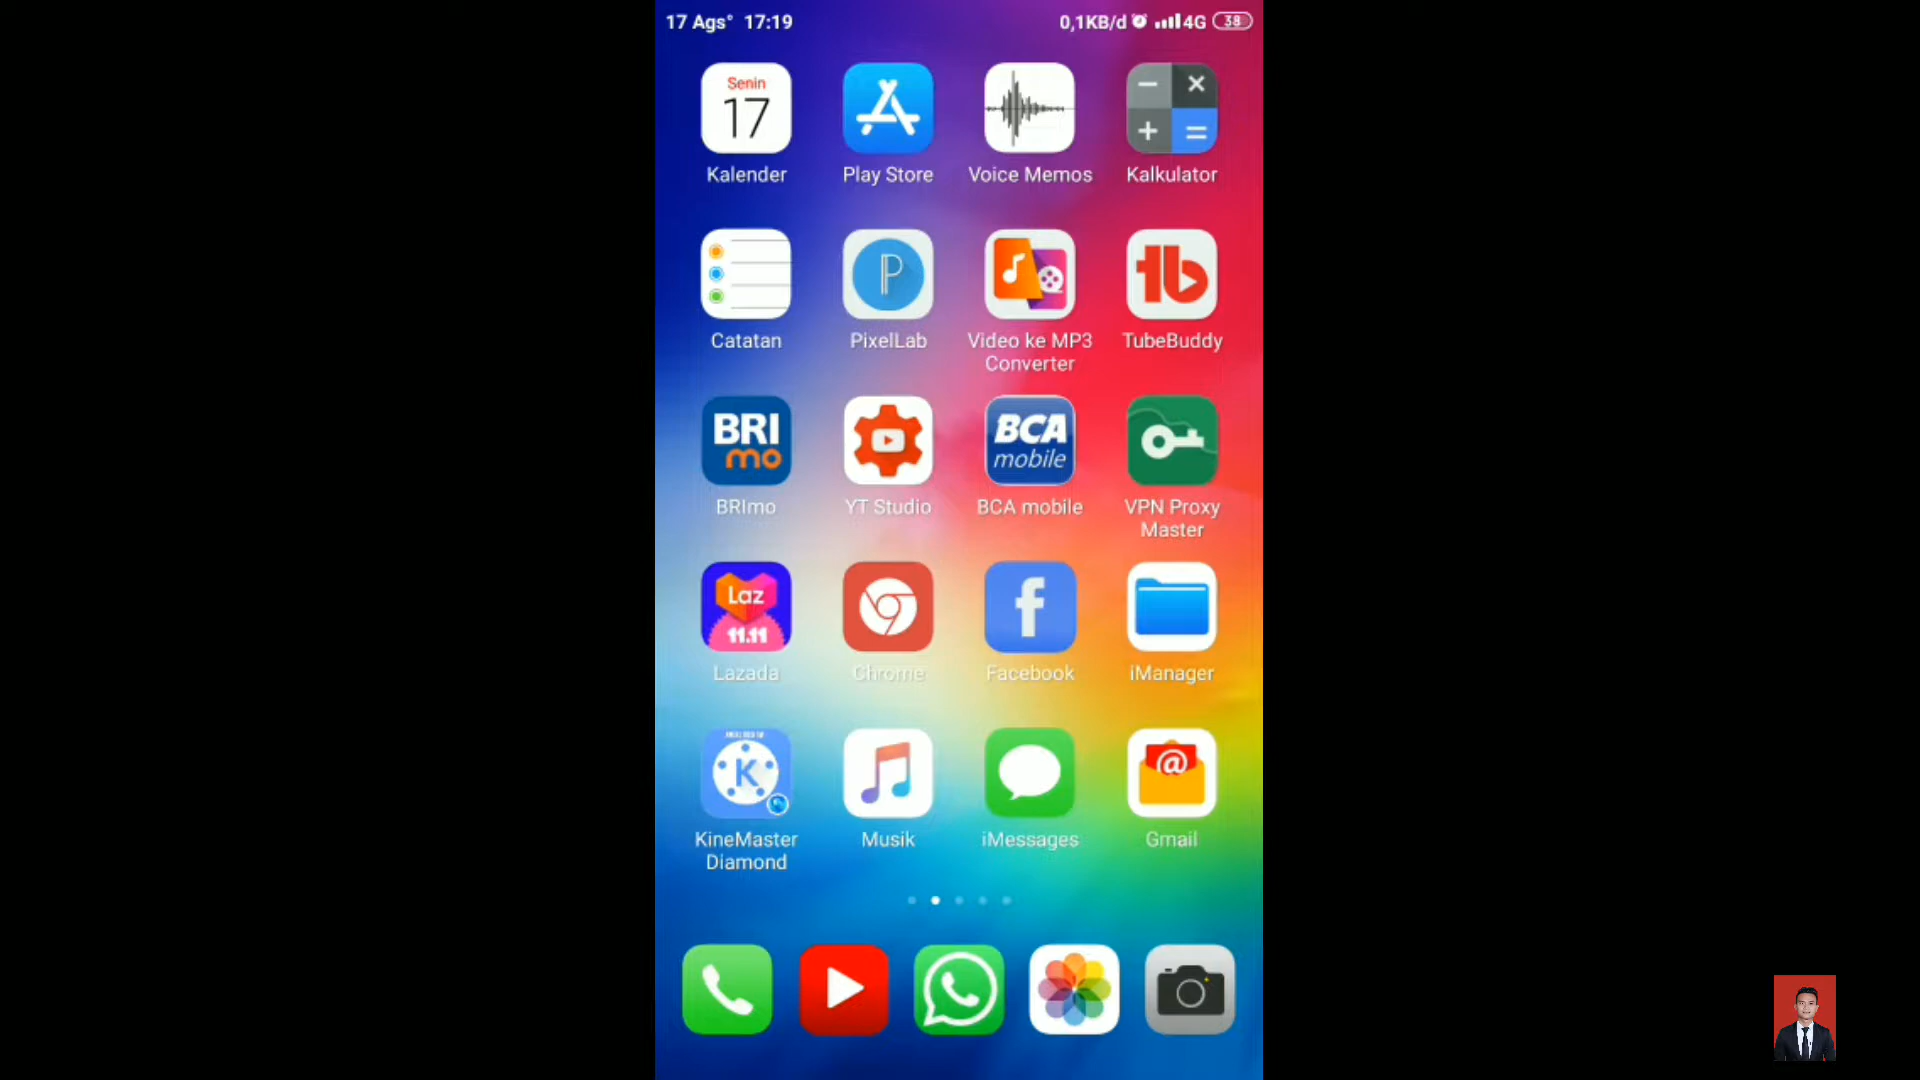 17 Ags° 17:19
0,1KB/d 4G 38
Senin
17
Kalender
Play Store
Voice Memos
Kalkulator
Catatan
PixelLab
Video ke MP3
Converter
TubeBuddy
BRI
mo
BCA
mobile
BRImo
YT Studio
BCA mobile
VPN Proxy
Master
Laz
11.11
Lazada
Chrome
Facebook
iManager
K
KineMaster
Diamond
Musik
iMessages
Gmail